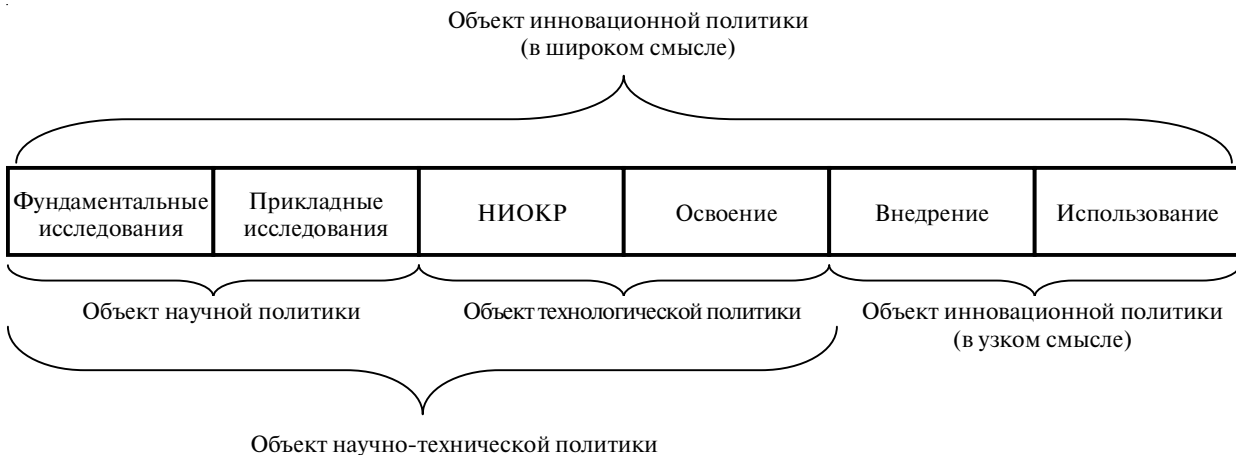 Объект инновационной политики
(в широком смысле)
Фундаментальные
исследования
Прикладные
исследования
НИОКР
Освоение
Внедрение
Использование
Объект научной политики
Объект технологической политики
Объект инновационной политики
(в узком смысле)
Объект научно-технической политики